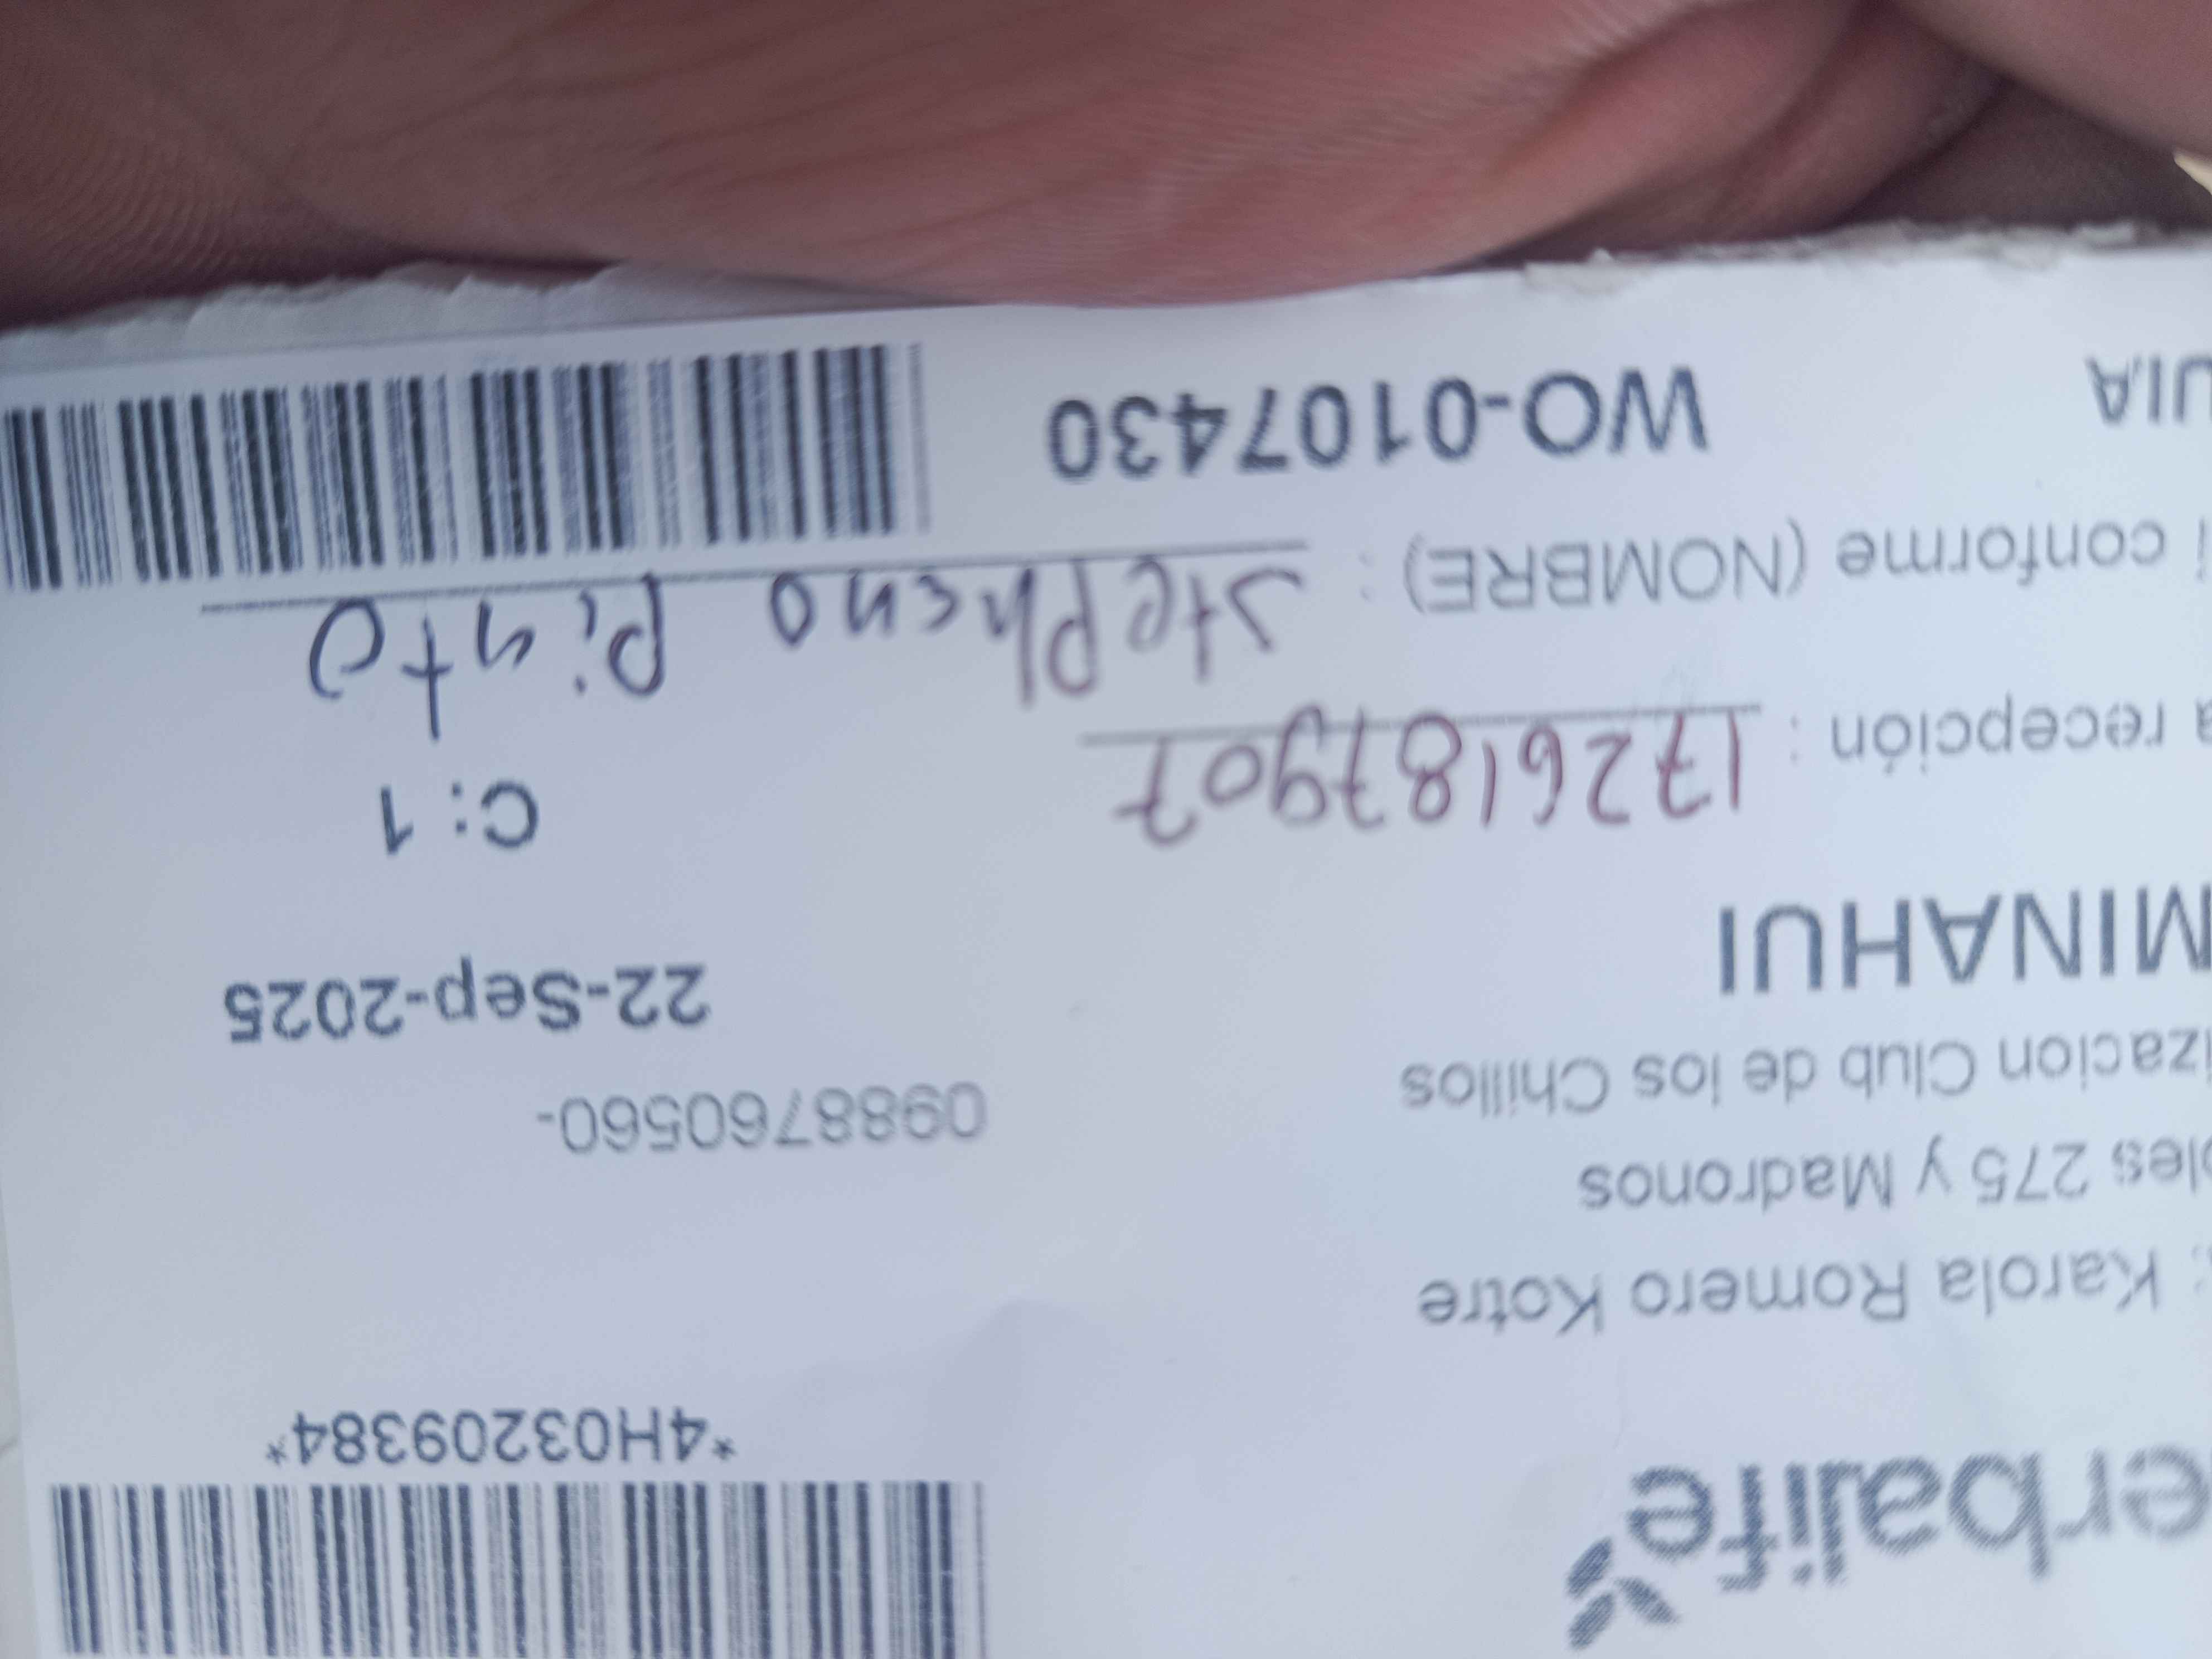 erbalife
*4H03209384*
: Karola Romero Kotre
les 275 y Madronos
0988760560-
izacion Club de los Chillos
22-Sep-2025
MINAHUI
C: 1
a recepción : 1726187907
i conforme (NOMBRE) : StePheno Pinto
UIA WO-0107430